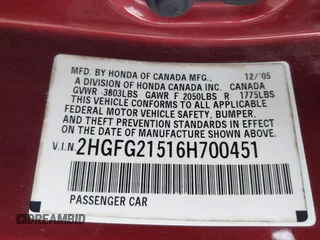 MFD. BY HONDA OF CANADA MFG., 12/'05
A DIVISION OF HONDA CANADA INC. CANADA
GVWR 3803LBS GAWR F 2050LBS R 1775LBS
THIS VEHICLE CONFORMS TO ALL APPLICABLE
FEDERAL MOTOR VEHICLE SAFETY, BUMPER,
AND THEFT PREVENTION STANDARDS IN EFFECT
ON THE DATE OF MANUFACTURE SHOWN ABOVE.
V.I.N. 2HGFG21516H700451
PASSENGER CAR
DREAMBID